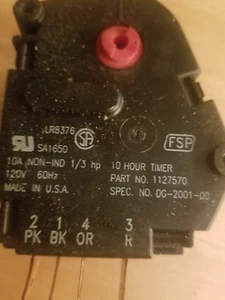 LR8376
SA1650
FSP
10A NON-IND 1/3 hp 10 HOUR TIMER
120V 60Hz PART NO. 1127570
MADE IN U.S.A. SPEC. NO. DG-2001-00
2 1 4 3
PK BK OR R